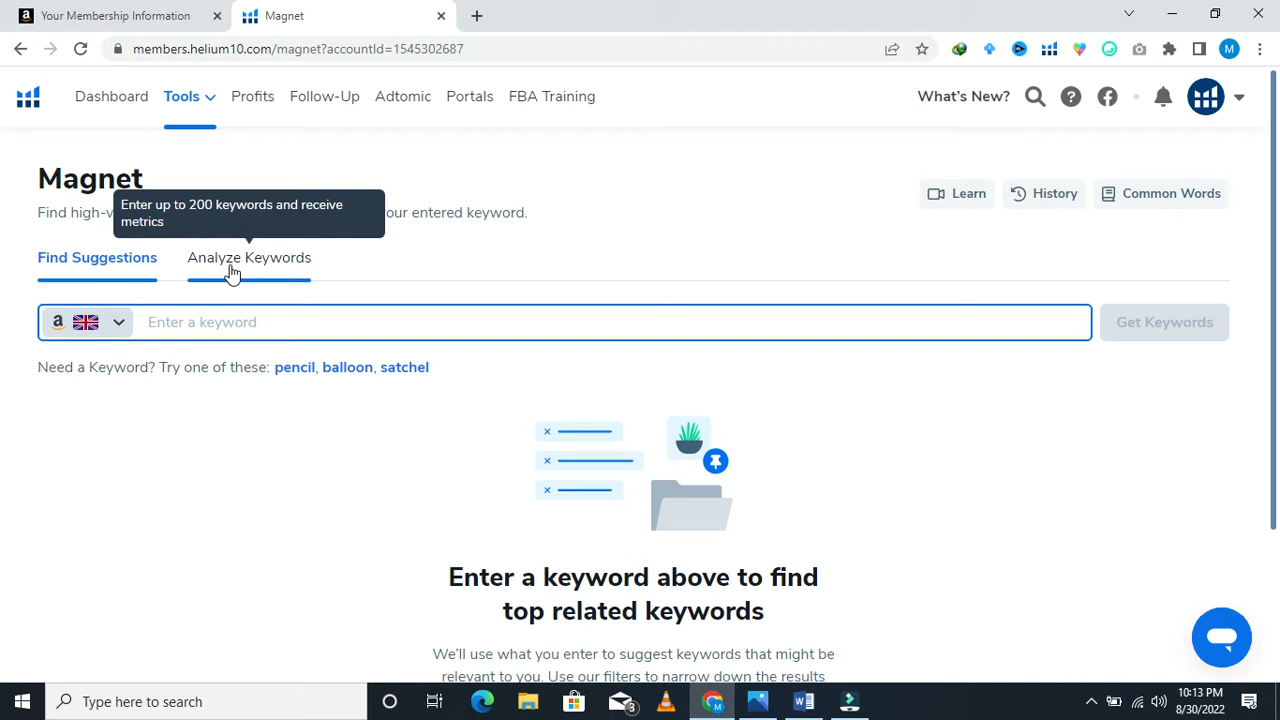 Your Membership Information
Magnet
members.helium10.com/magnet?accountId=1545302687
M
Dashboard
Tools
Profits
Follow-Up
Adtomic
Portals
FBA Training
What's New?
Magnet
Learn
History
Common Words
Enter up to 200 keywords and receive
metrics
Find high-v
our entered keyword.
Find Suggestions
Analyze Keywords
a
Enter a keyword
Get Keywords
Need a Keyword? Try one of these: pencil, balloon, satchel
Enter a keyword above to find
top related keywords
We'll use what you enter to suggest keywords that might be
relevant to you. Use our filters to narrow down the results
Type here to search
3
10:13 PM
8/30/2022